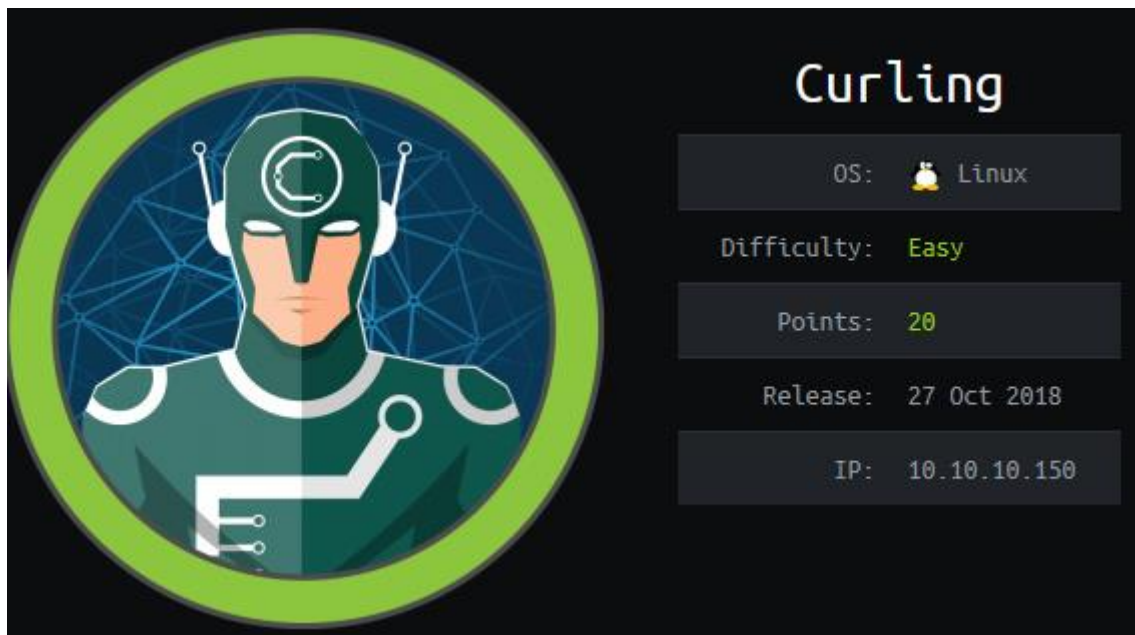 Curling
OS: Linux
Difficulty: Easy
Points: 20
Release: 27 Oct 2018
IP: 10.10.10.150